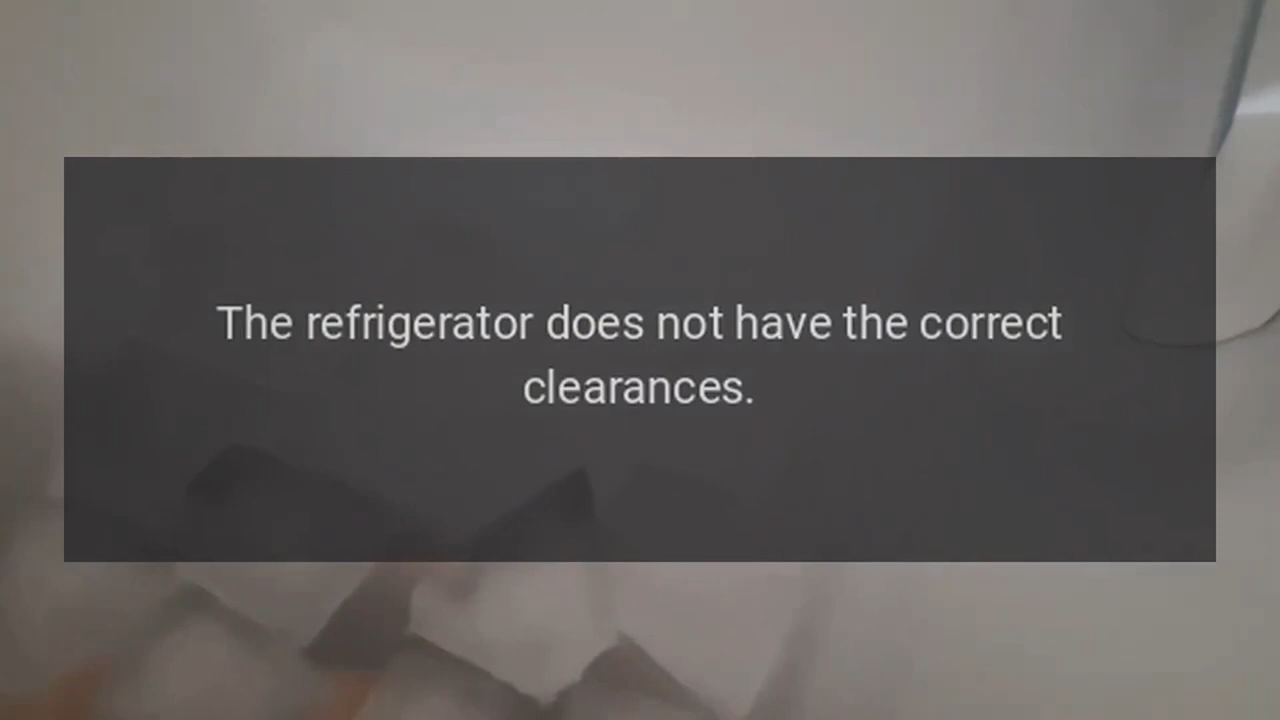 The refrigerator does not have the correct
clearances.